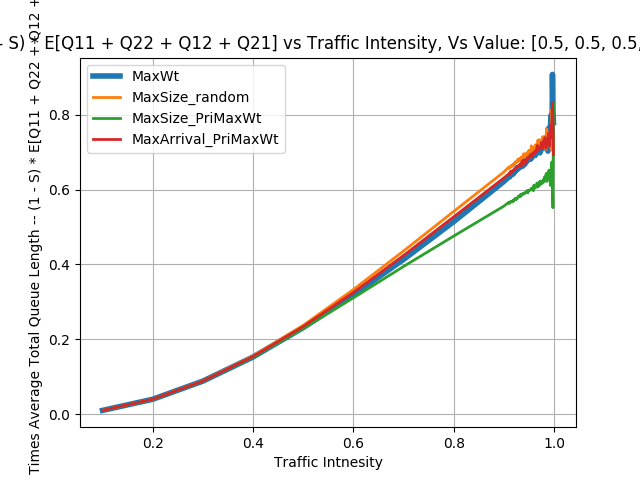 - S) * E[Q11 + Q22 + Q12 + Q21] vs Traffic Intensity, Vs Value: [0.5, 0.5, 0.5,
Times Average Total Queue Length -- (1 - S) * E[Q11 + Q22 + Q12 +
MaxWt
MaxSize_random
MaxSize_PriMaxWt
MaxArrival_PriMaxWt
0.8
0.6
0.4
0.2
0.0
0.2 0.4 0.6 0.8 1.0
Traffic Intnesity